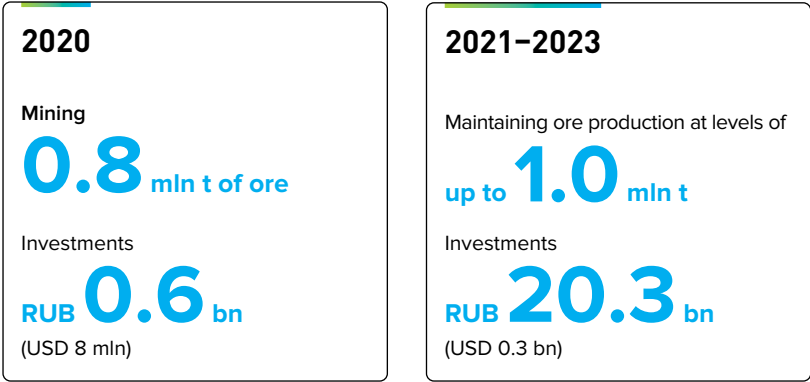 2020
Mining
0.8 mln t of ore
Investments
RUB 0.6 bn
(USD 8 mln)
2021–2023
Maintaining ore production at levels of
up to 1.0 mln t
Investments
RUB 20.3 bn
(USD 0.3 bn)